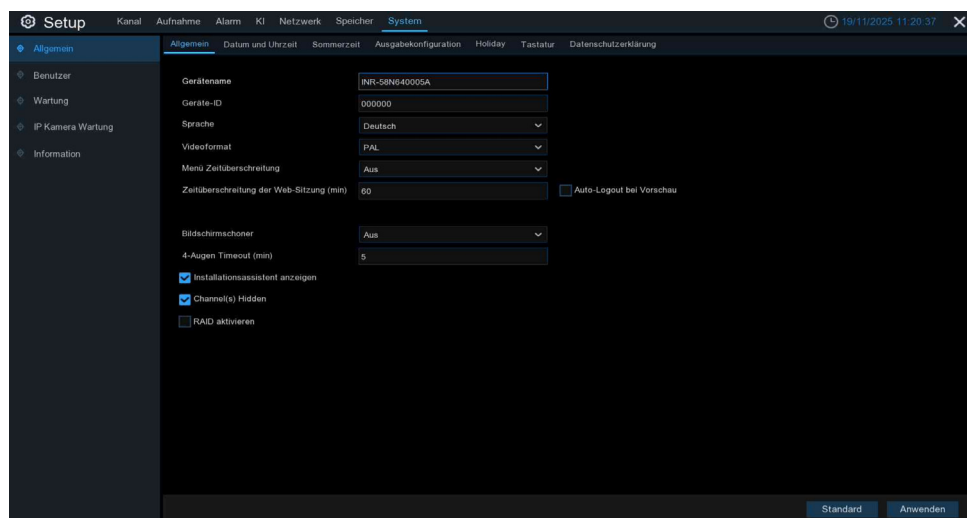 Setup Kanal Aufnahme Alarm KI Netzwerk Speicher System 19/11/2025 11:20:37
Allgemein
Benutzer
Wartung
IP Kamera Wartung
Information
Allgemein Datum und Uhrzeit Sommerzeit Ausgabekonfiguration Holiday Tastatur Datenschutzerklärung
Gerätename INR-58N640005A
Geräte-ID 000000
Sprache Deutsch
Videoformat PAL
Menü Zeitüberschreitung Aus
Zeitüberschreitung der Web-Sitzung (min) 60 Auto-Logout bei Vorschau
Bildschirmschoner Aus
4-Augen Timeout (min) 5
Installationsassistent anzeigen
Channel(s) Hidden
RAID aktivieren
Standard Anwenden